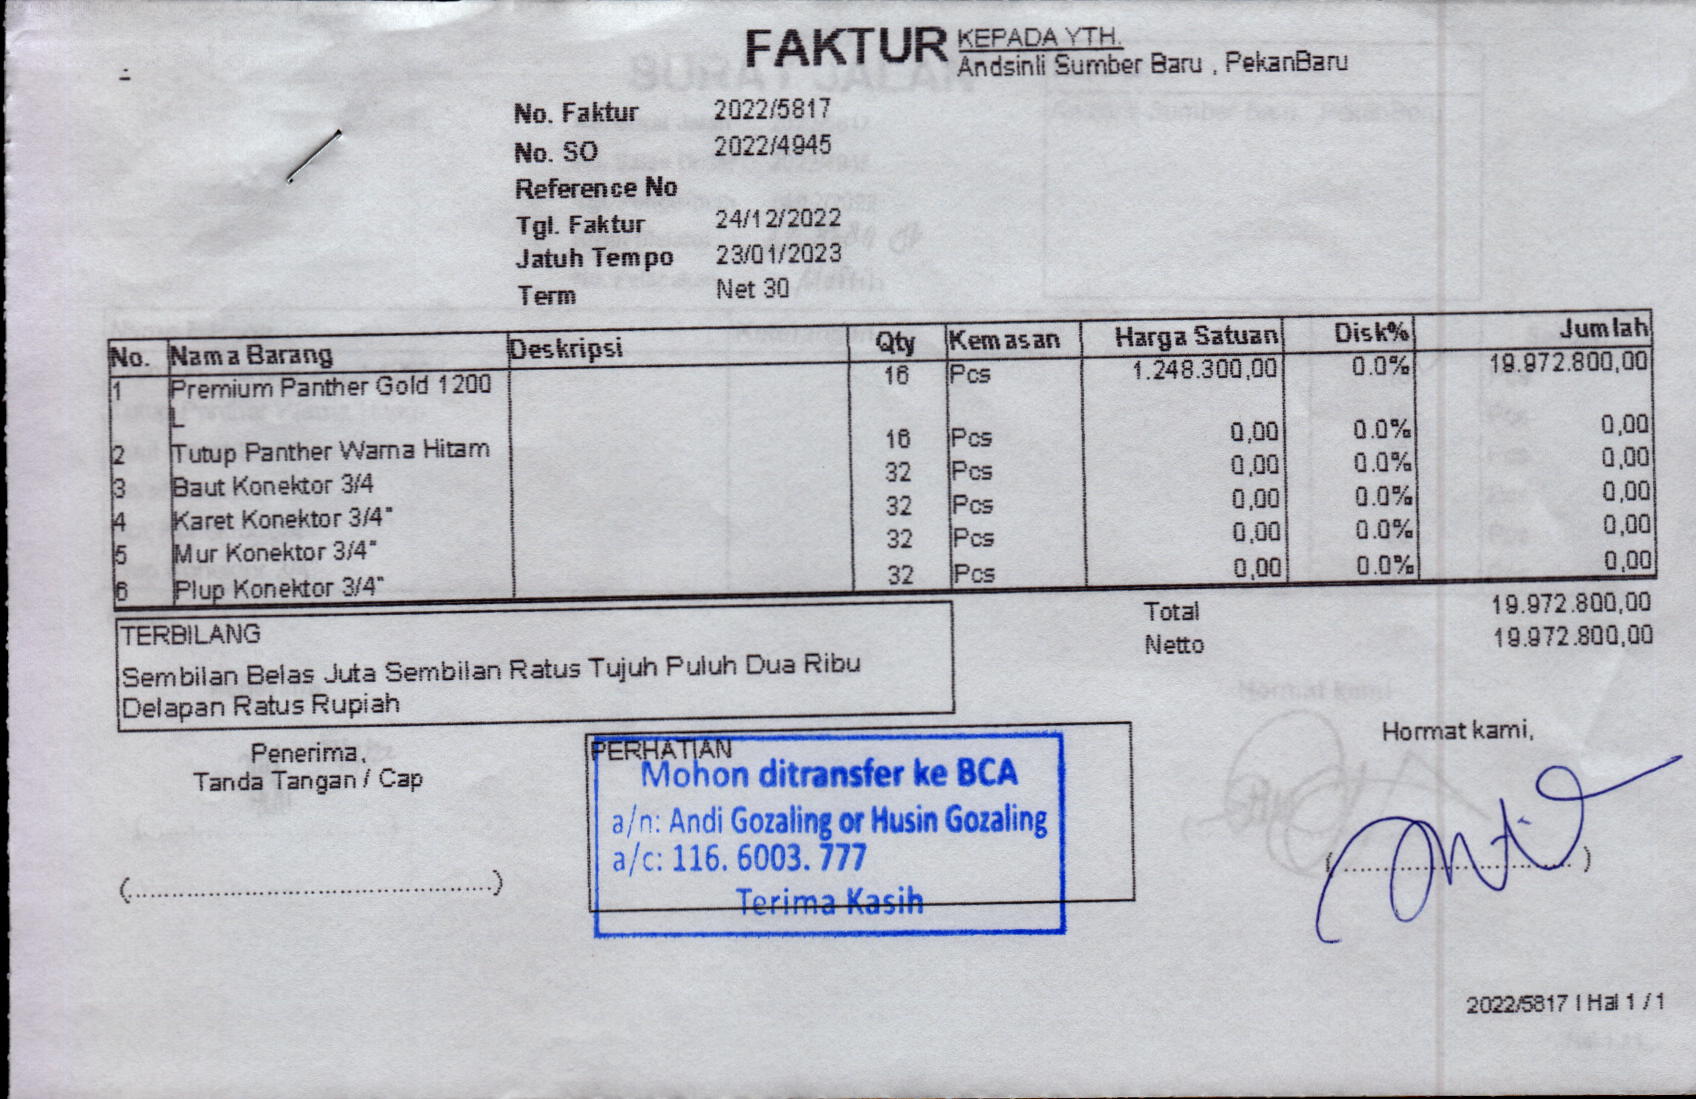 FAKTUR
KEPADA YTH.
Andsinli Sumber Baru , PekanBaru
No. Faktur 2022/5817
No. SO 2022/4945
Reference No
Tgl. Faktur 24/12/2022
Jatuh Tempo 23/01/2023
Term Net 30
No. Nama Barang Deskripsi Qty Kemasan Harga Satuan Disk% Jumlah
1 Premium Panther Gold 1200 16 Pcs 1.248.300,00 0.0% 19.972.800,00
L
2 Tutup Panther Warna Hitam 16 Pcs 0,00 0.0% 0,00
3 Baut Konektor 3/4 32 Pcs 0,00 0.0% 0,00
4 Karet Konektor 3/4" 32 Pcs 0,00 0.0% 0,00
5 Mur Konektor 3/4" 32 Pcs 0,00 0.0% 0,00
6 Plup Konektor 3/4" 32 Pcs 0,00 0.0% 0,00
Total 19.972.800,00
Netto 19.972.800,00
TERBILANG
Sembilan Belas Juta Sembilan Ratus Tujuh Puluh Dua Ribu
Delapan Ratus Rupiah
Penerima,
Tanda Tangan / Cap
(..............................................)
PERHATIAN
Mohon ditransfer ke BCA
a/n: Andi Gozaling or Husin Gozaling
a/c: 116. 6003. 777
Terima Kasih
Hormat kami,
(..............................)
2022/5817 | Hal 1 / 1